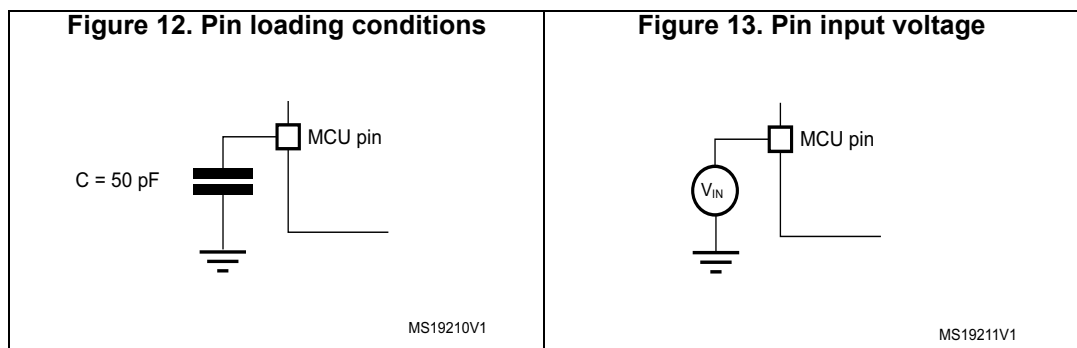 Figure 12. Pin loading conditions
MCU pin
C = 50 pF
MS19210V1
Figure 13. Pin input voltage
MCU pin
VIN
MS19211V1